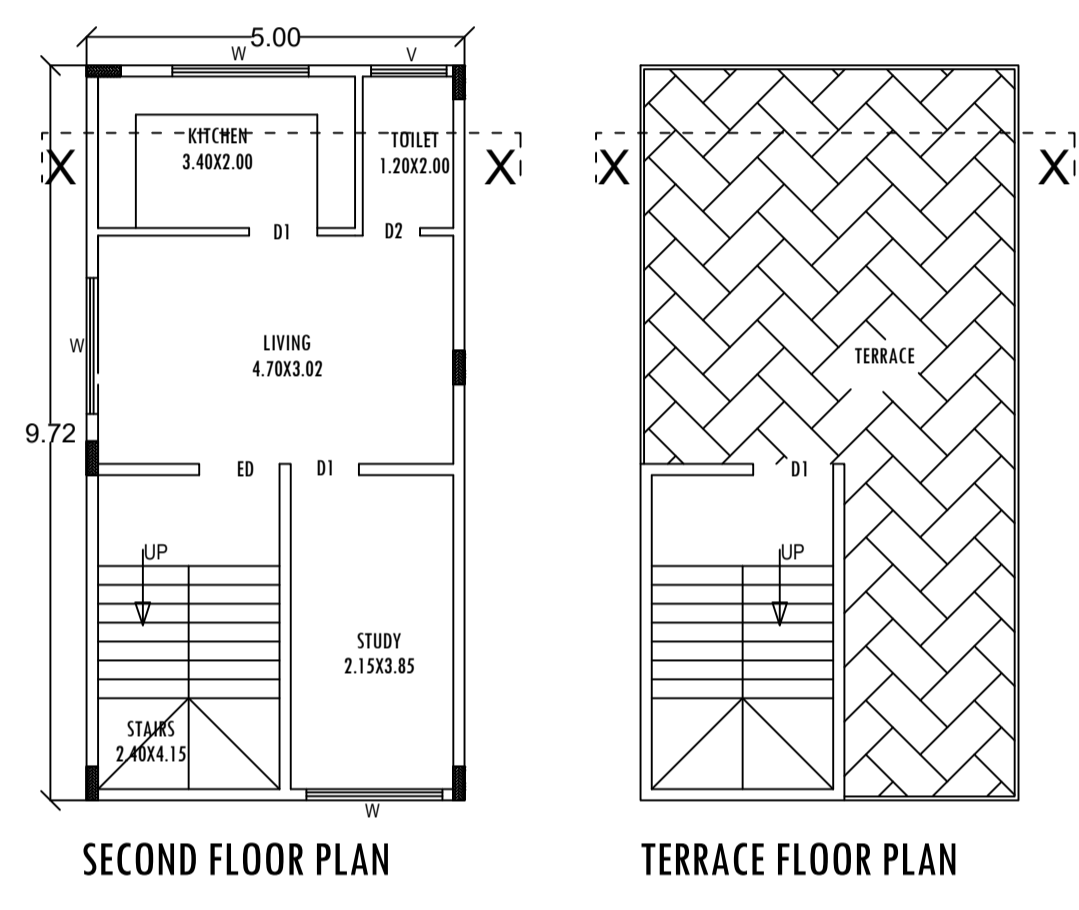 5.00
W
V
KITCHEN
3.40X2.00
TOILET
1.20X2.00
X
X
D1
D2
W
LIVING
4.70X3.02
9.72
ED
D1
UP
STUDY
2.15X3.85
STAIRS
2.40X4.15
W
SECOND FLOOR PLAN
X
X
TERRACE
D1
UP
TERRACE FLOOR PLAN